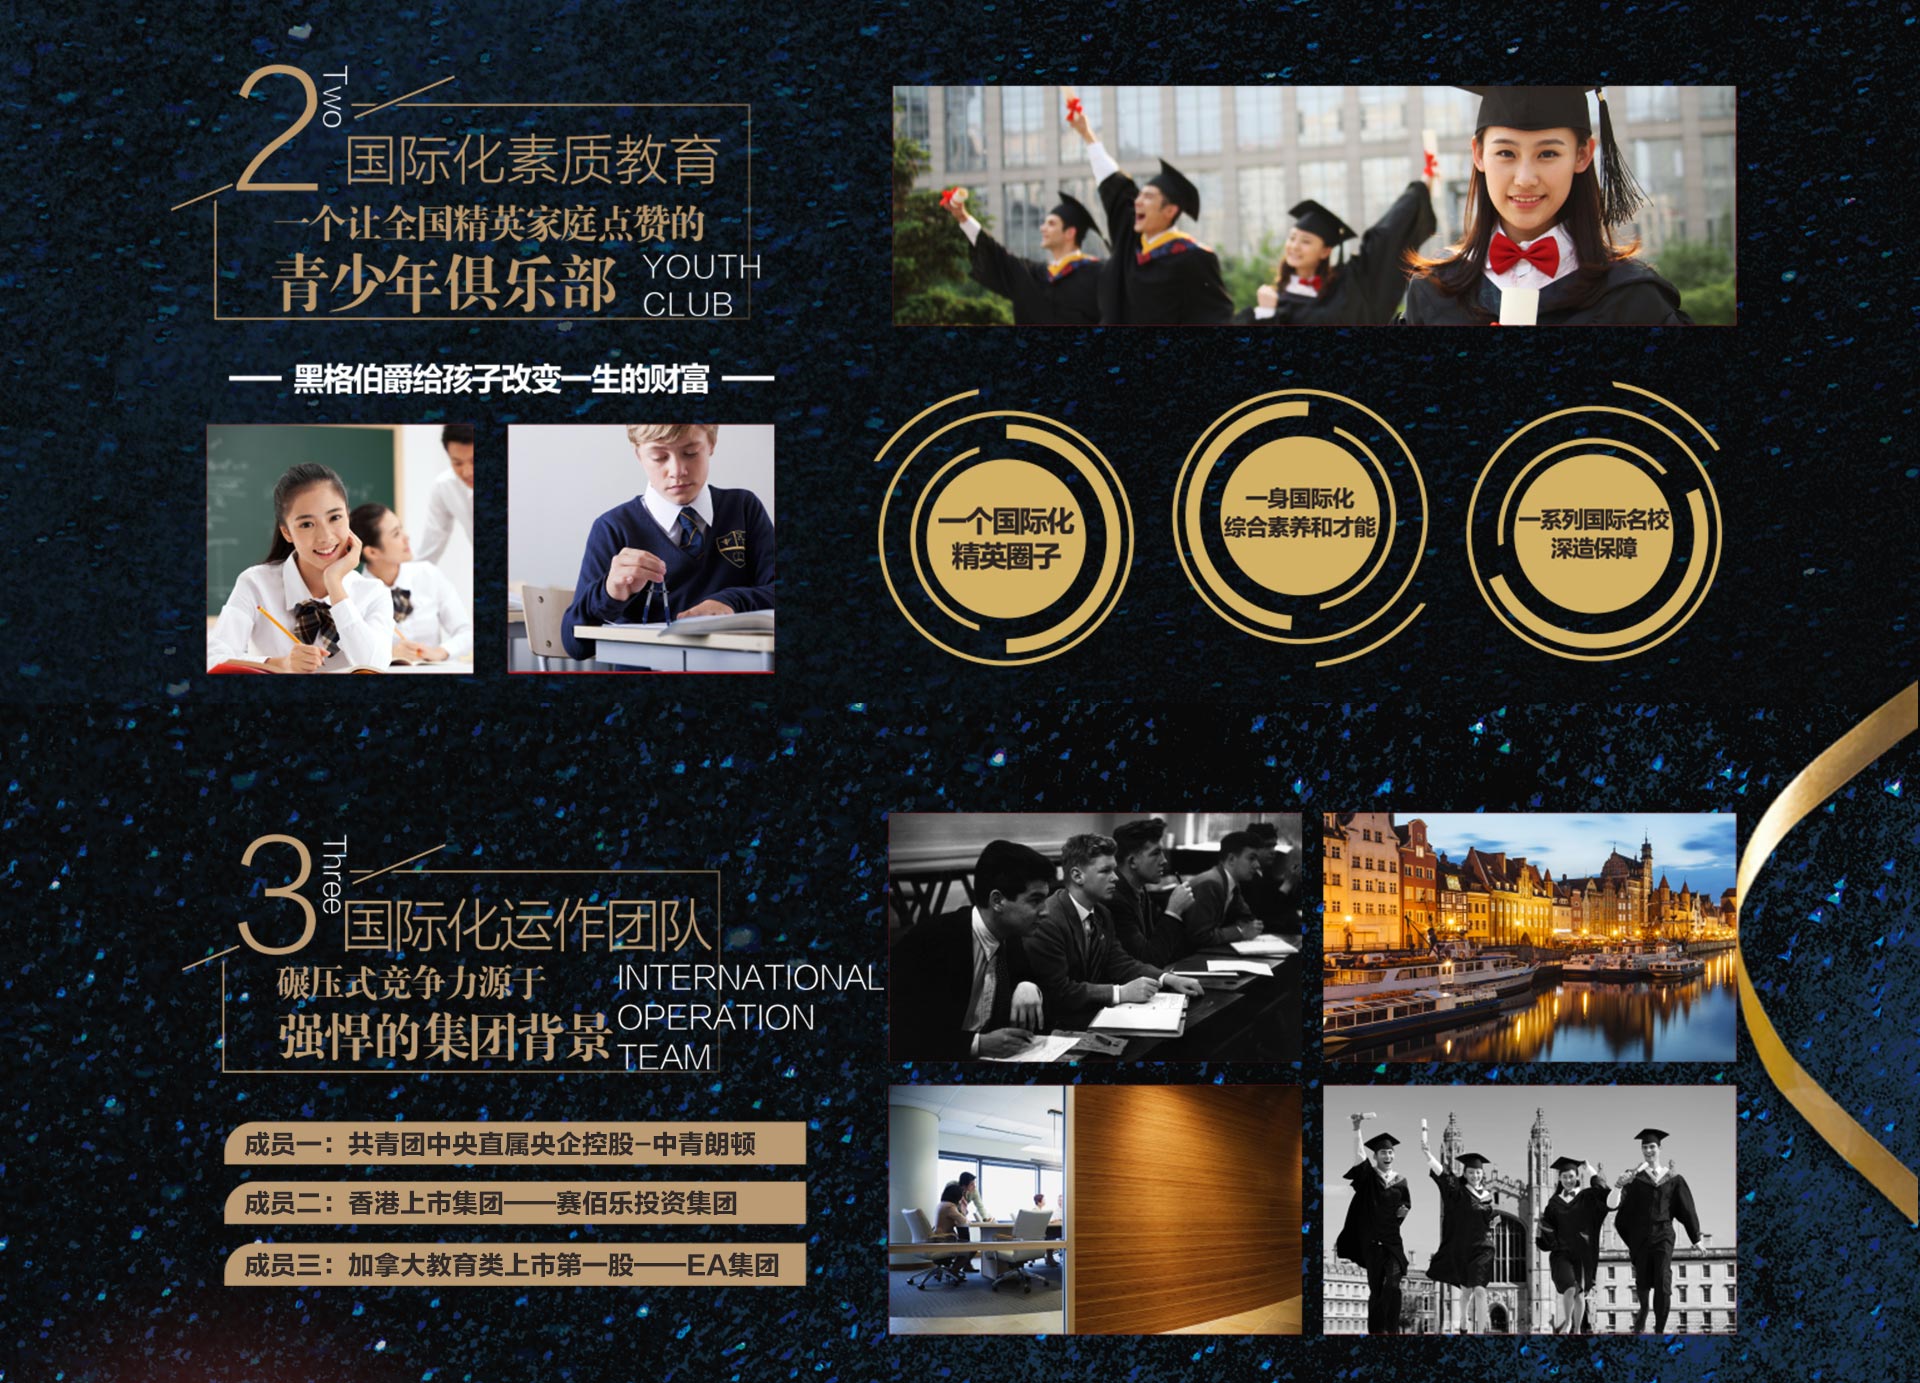 2
Two
国际化素质教育
一个让全国精英家庭点赞的
青少年俱乐部
YOUTH
CLUB
黑格伯爵给孩子改变一生的财富
一个国际化
精英圈子
一身国际化
综合素养和才能
一系列国际名校
深造保障
3
Three
国际化运作团队
碾压式竞争力源于
强悍的集团背景
INTERNATIONAL
OPERATION
TEAM
成员一：共青团中央直属央企控股–中青朗顿
成员二：香港上市集团——赛佰乐投资集团
成员三：加拿大教育类上市第一股——EA集团